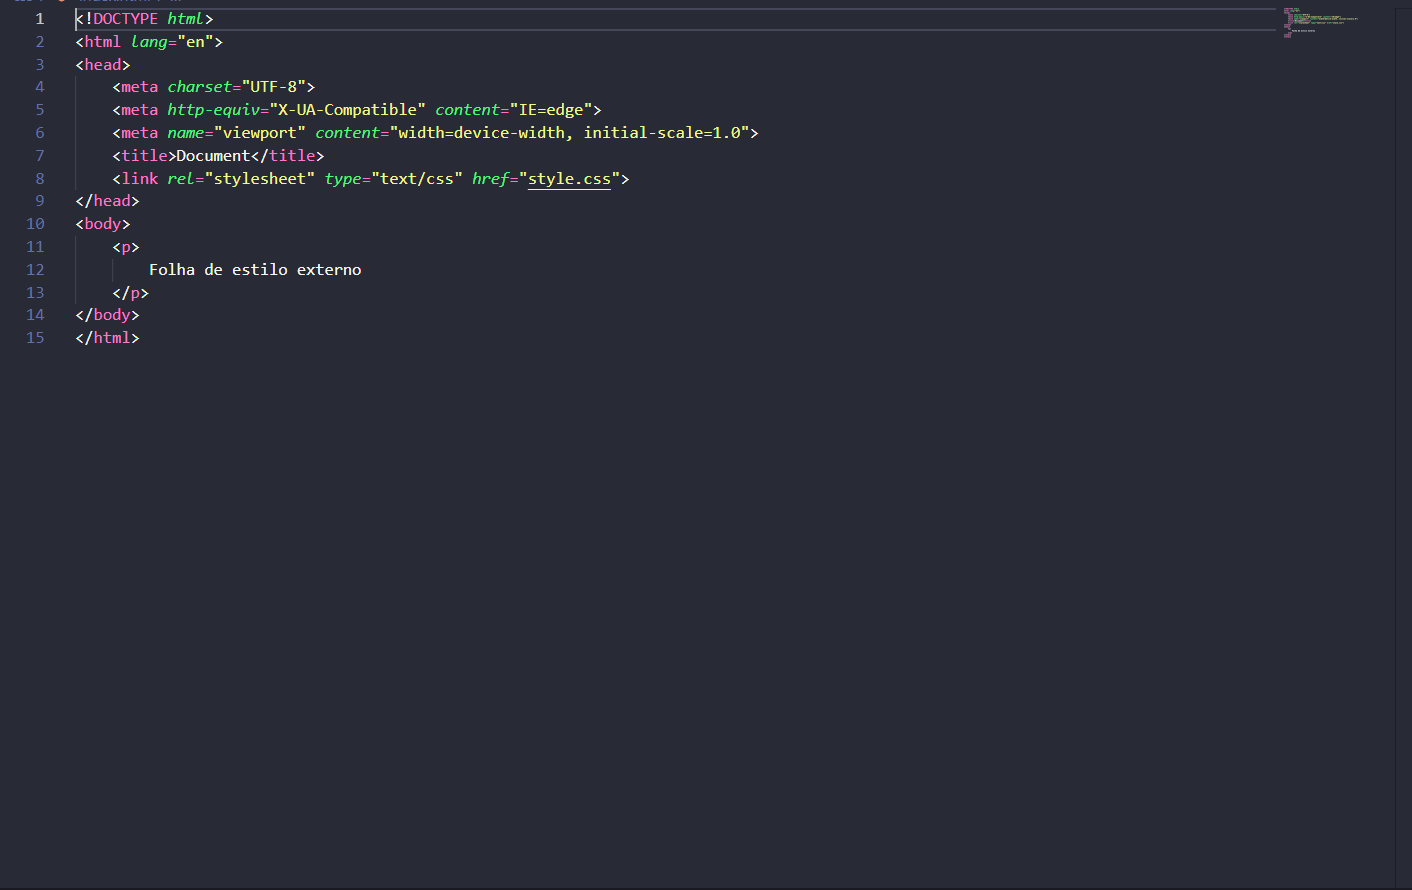 1 <!DOCTYPE html>
2 <html lang="en">
3 <head>
4     <meta charset="UTF-8">
5     <meta http-equiv="X-UA-Compatible" content="IE=edge">
6     <meta name="viewport" content="width=device-width, initial-scale=1.0">
7     <title>Document</title>
8     <link rel="stylesheet" type="text/css" href="style.css">
9 </head>
10 <body>
11     <p>
12         Folha de estilo externo
13     </p>
14 </body>
15 </html>